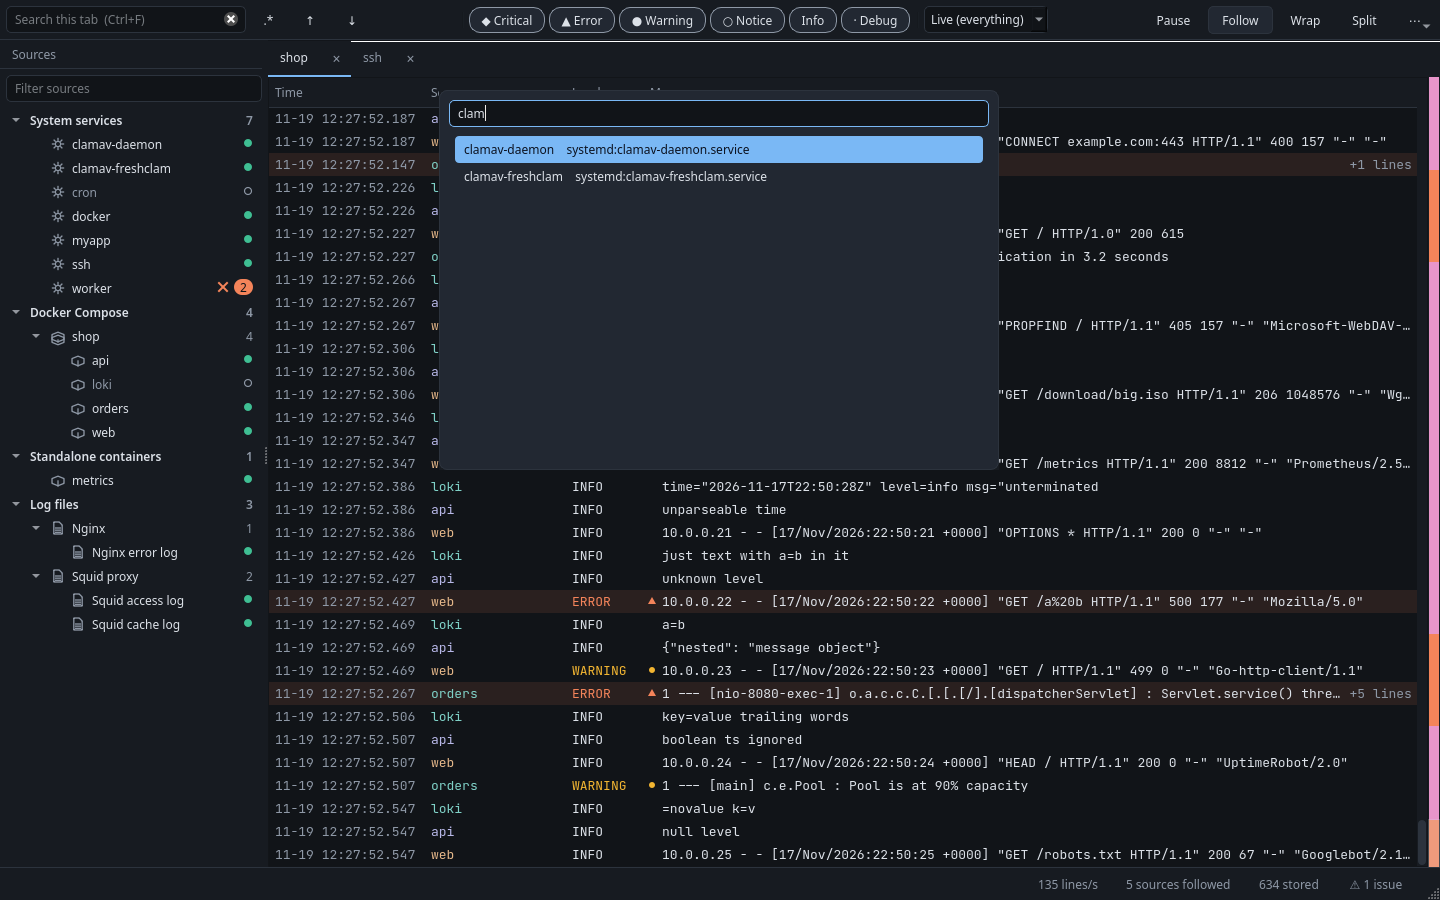 Search this tab (Ctrl+F) .* ↑ ↓ ◆ Critical ▲ Error ● Warning ○ Notice Info · Debug Live (everything) Pause Follow Wrap Split ...
Sources
shop × ssh ×
Filter sources
Time
System services 7
clamav-daemon
clamav-freshclam
cron
docker
myapp
ssh
worker 2
Docker Compose 4
shop 4
api
loki
orders
web
Standalone containers 1
metrics
Log files 3
Nginx 1
Nginx error log
Squid proxy 2
Squid access log
Squid cache log
clam
clamav-daemon systemd:clamav-daemon.service
clamav-freshclam systemd:clamav-freshclam.service
11-19 12:27:52.187 a
11-19 12:27:52.187 w "CONNECT example.com:443 HTTP/1.1" 400 157 "-" "-"
11-19 12:27:52.147 o +1 lines
11-19 12:27:52.226 l
11-19 12:27:52.226 a
11-19 12:27:52.227 w "GET / HTTP/1.0" 200 615
11-19 12:27:52.227 o ication in 3.2 seconds
11-19 12:27:52.266 l
11-19 12:27:52.267 a
11-19 12:27:52.267 w "PROPFIND / HTTP/1.1" 405 157 "-" "Microsoft-WebDAV-…
11-19 12:27:52.306 l
11-19 12:27:52.306 a
11-19 12:27:52.306 w "GET /download/big.iso HTTP/1.1" 206 1048576 "-" "Wg…
11-19 12:27:52.346 l
11-19 12:27:52.347 a
11-19 12:27:52.347 w "GET /metrics HTTP/1.1" 200 8812 "-" "Prometheus/2.5…
11-19 12:27:52.386 loki INFO time="2026-11-17T22:50:28Z" level=info msg="unterminated
11-19 12:27:52.386 api INFO unparseable time
11-19 12:27:52.386 web INFO 10.0.0.21 - - [17/Nov/2026:22:50:21 +0000] "OPTIONS * HTTP/1.1" 200 0 "-" "-"
11-19 12:27:52.426 loki INFO just text with a=b in it
11-19 12:27:52.427 api INFO unknown level
11-19 12:27:52.427 web ERROR ▲ 10.0.0.22 - - [17/Nov/2026:22:50:22 +0000] "GET /a%20b HTTP/1.1" 500 177 "-" "Mozilla/5.0"
11-19 12:27:52.469 loki INFO a=b
11-19 12:27:52.469 api INFO {"nested": "message object"}
11-19 12:27:52.469 web WARNING ● 10.0.0.23 - - [17/Nov/2026:22:50:23 +0000] "GET / HTTP/1.1" 499 0 "-" "Go-http-client/1.1"
11-19 12:27:52.267 orders ERROR ▲ 1 --- [nio-8080-exec-1] o.a.c.c.C.[.[.[/].[dispatcherServlet] : Servlet.service() thre… +5 lines
11-19 12:27:52.506 loki INFO key=value trailing words
11-19 12:27:52.507 api INFO boolean ts ignored
11-19 12:27:52.507 web INFO 10.0.0.24 - - [17/Nov/2026:22:50:24 +0000] "HEAD / HTTP/1.1" 200 0 "-" "UptimeRobot/2.0"
11-19 12:27:52.507 orders WARNING ● 1 --- [main] c.e.Pool : Pool is at 90% capacity
11-19 12:27:52.547 loki INFO =novalue k=v
11-19 12:27:52.547 api INFO null level
11-19 12:27:52.547 web INFO 10.0.0.25 - - [17/Nov/2026:22:50:25 +0000] "GET /robots.txt HTTP/1.1" 200 67 "-" "Googlebot/2.1…
135 lines/s 5 sources followed 634 stored ⚠ 1 issue